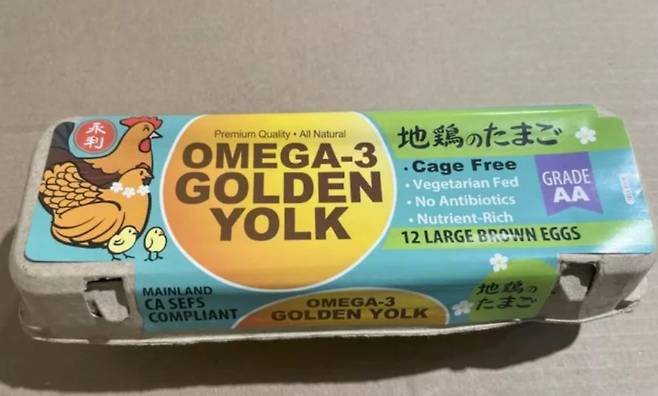 永
利
Premium Quality • All Natural
OMEGA-3
GOLDEN
YOLK
地鶏のたまご
• Cage Free
• Vegetarian Fed
• No Antibiotics
• Nutrient-Rich
GRADE
AA
12 LARGE BROWN EGGS
MAINLAND
CA SEFS
COMPLIANT
OMEGA-3
GOLDEN YOLK
地鶏の
たまご